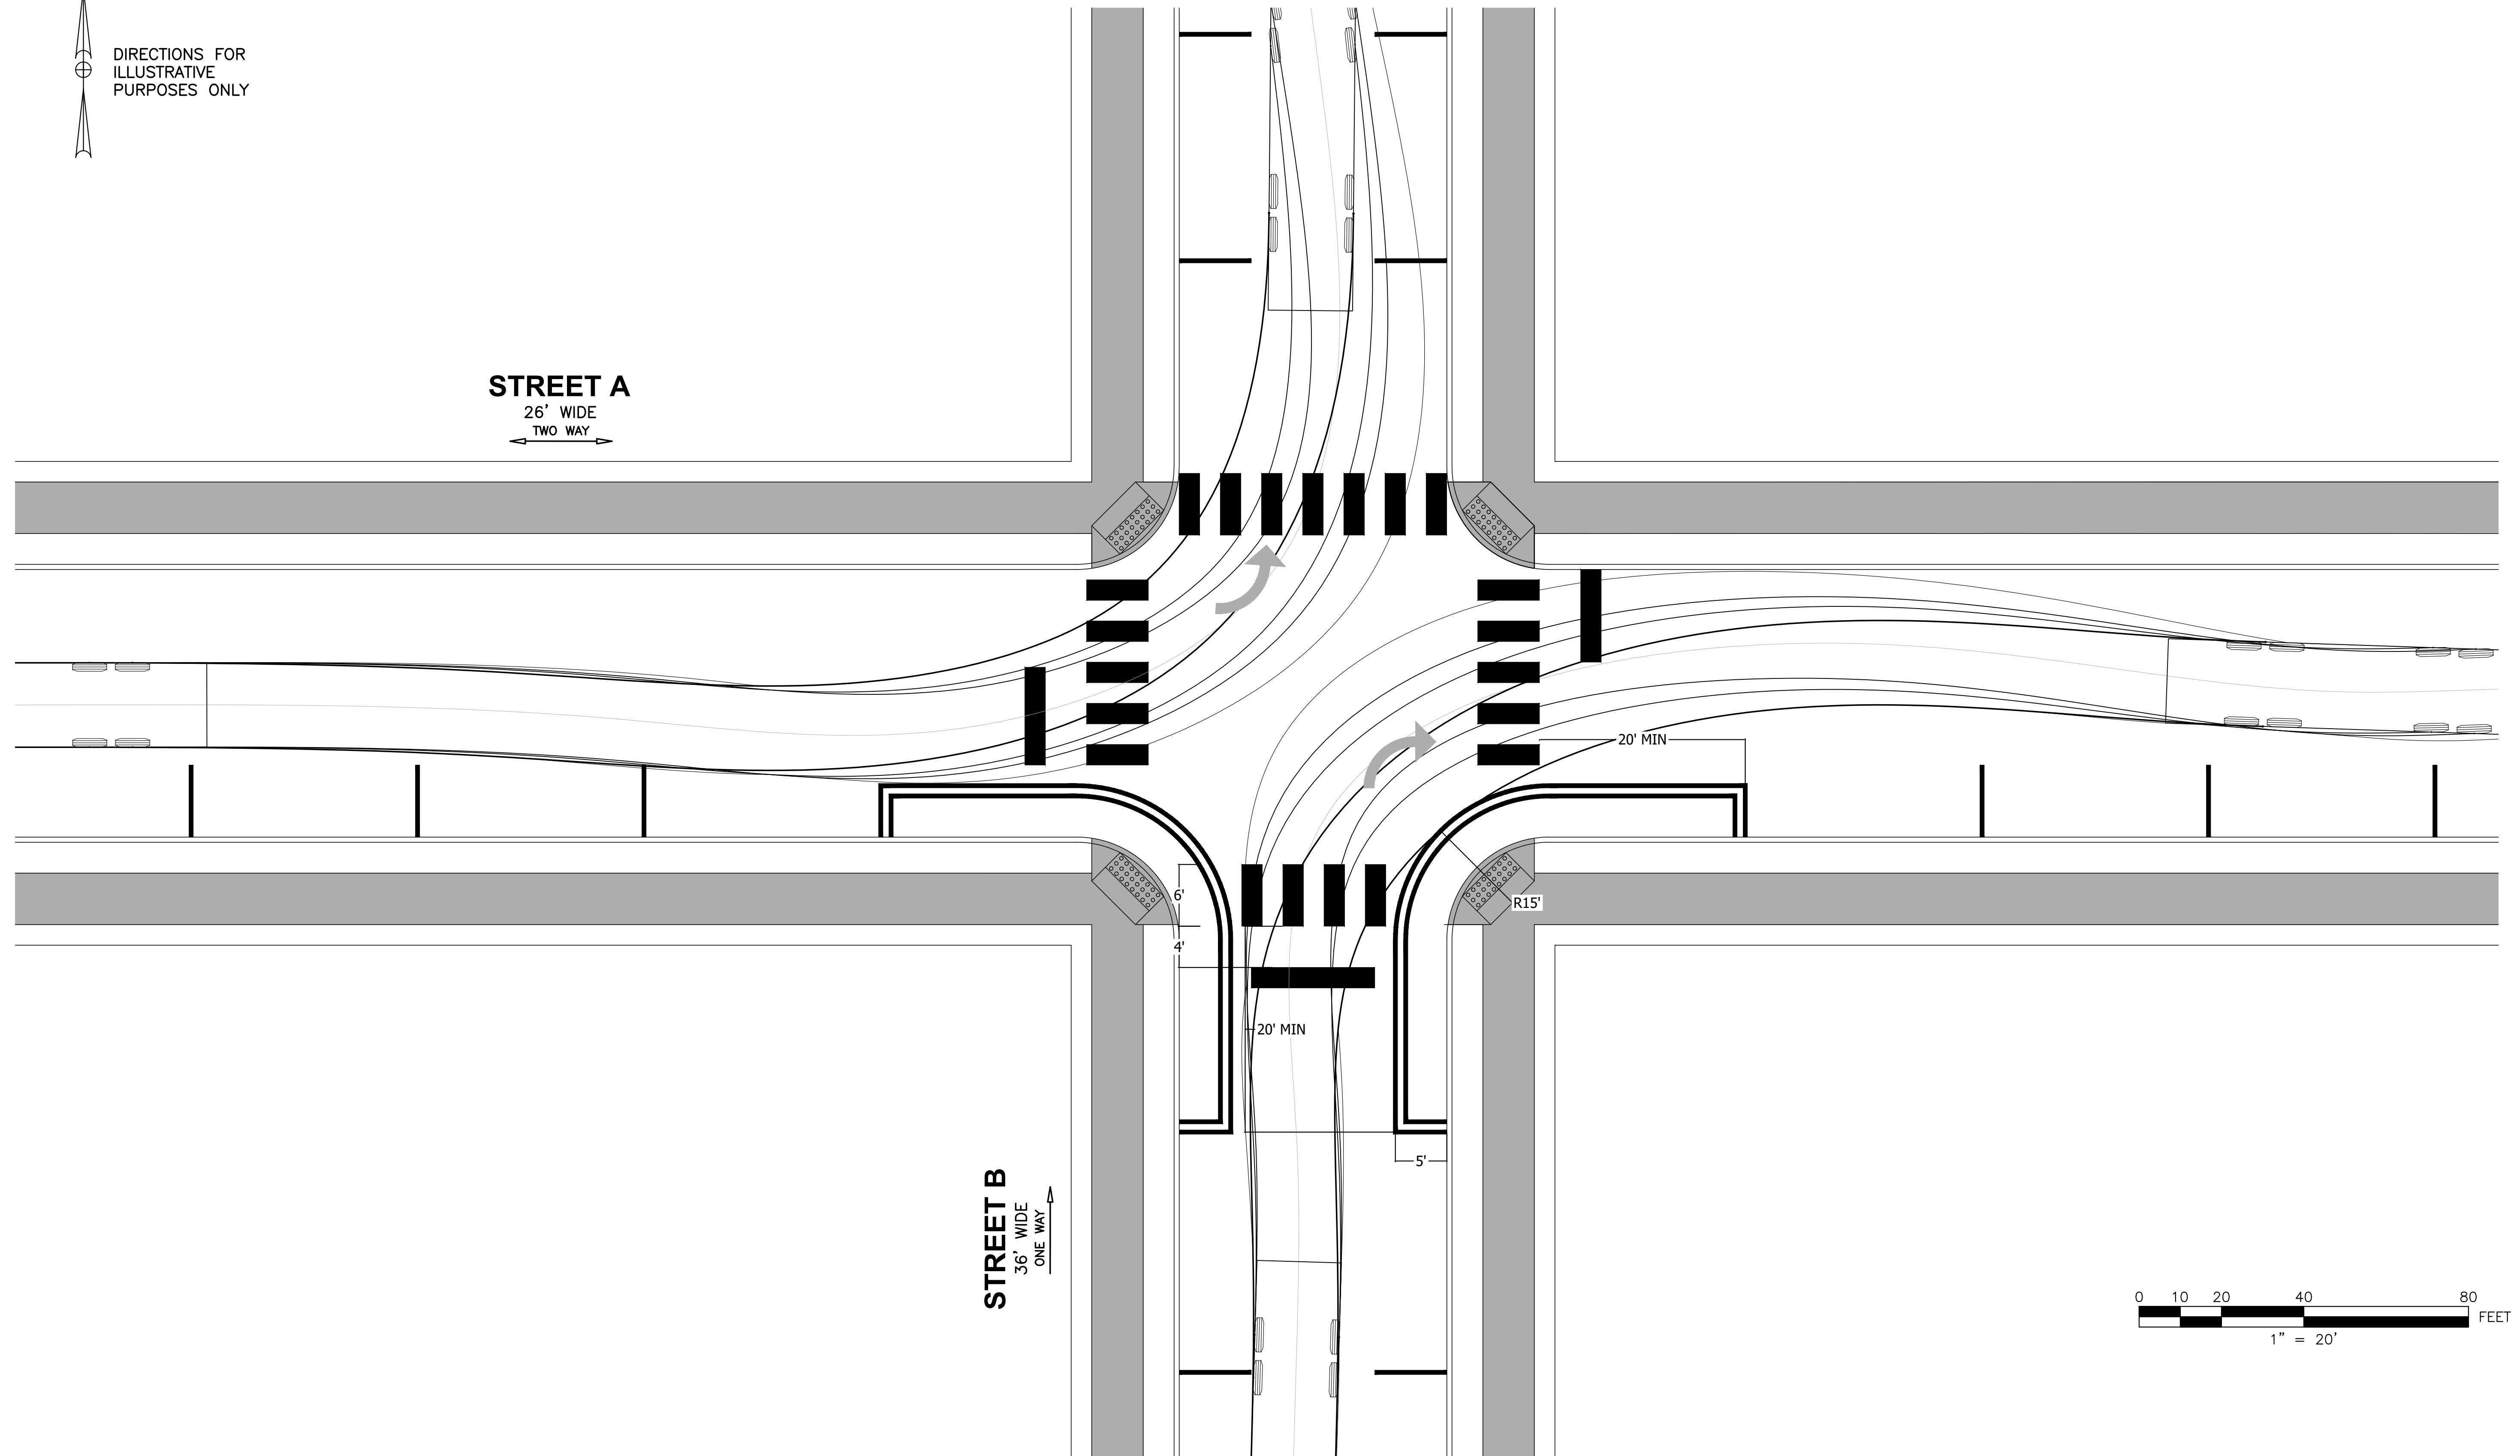 DIRECTIONS FOR
ILLUSTRATIVE
PURPOSES ONLY
STREET A
26' WIDE
TWO WAY
20' MIN
6'
R15'
4'
20' MIN
5'
STREET B
36' WIDE
ONE WAY
0 10 20 40 80
FEET
1" = 20'